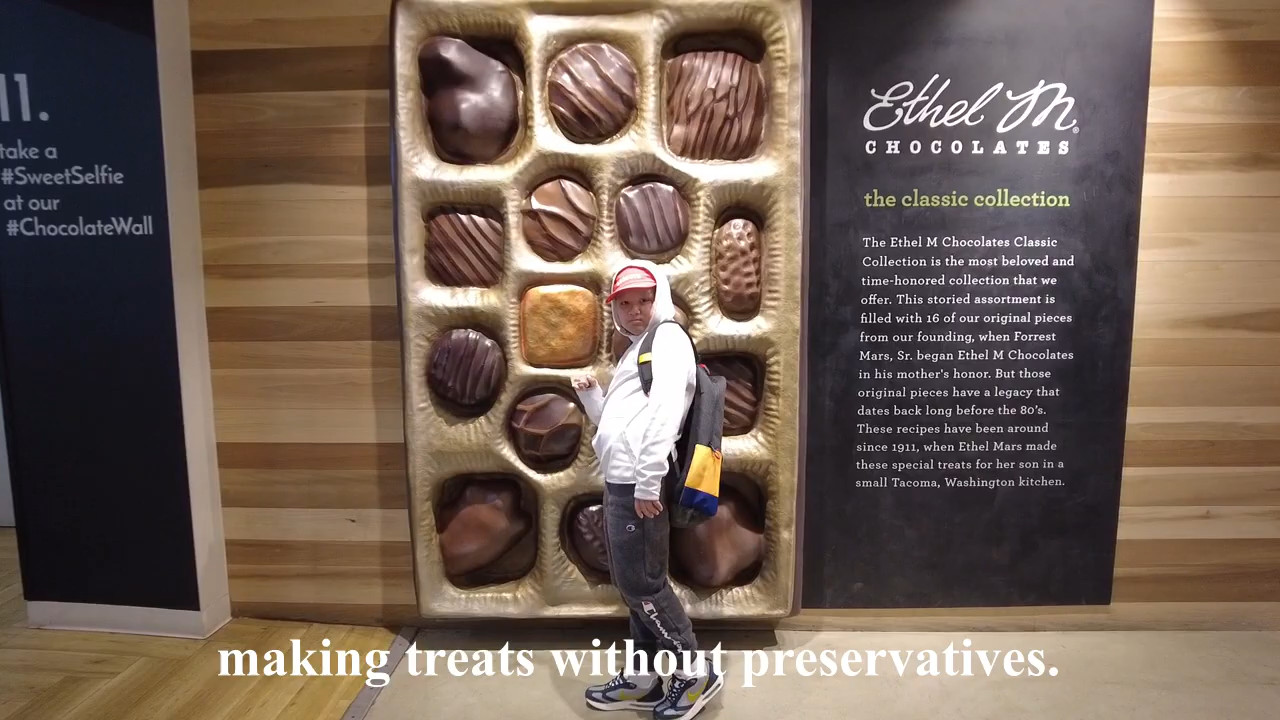 11.
take a
#SweetSelfie
at our
#ChocolateWall
Ethel M®
CHOCOLATES
the classic collection
The Ethel M Chocolates Classic
Collection is the most beloved and
time-honored collection that we
offer. This storied assortment is
filled with 16 of our original pieces
from our founding, when Forrest
Mars, Sr. began Ethel M Chocolates
in his mother's honor. But those
original pieces have a legacy that
dates back long before the 80's.
These recipes have been around
since 1911, when Ethel Mars made
these special treats for her son in a
small Tacoma, Washington kitchen.
making treats without preservatives.